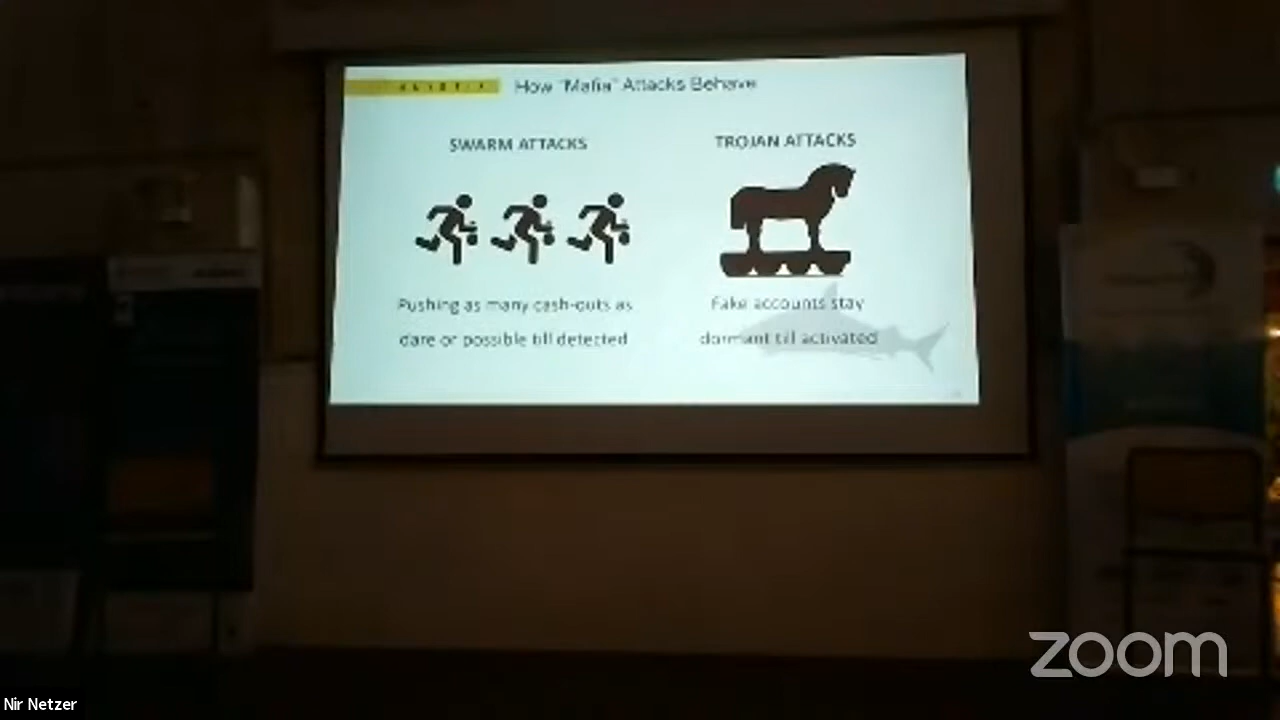 How "Mafia" Attacks Behave
SWARM ATTACKS
Pushing as many cash-outs as
dare or possible till detected
TROJAN ATTACKS
Fake accounts stay
dormant till activated
zoom
Nir Netzer